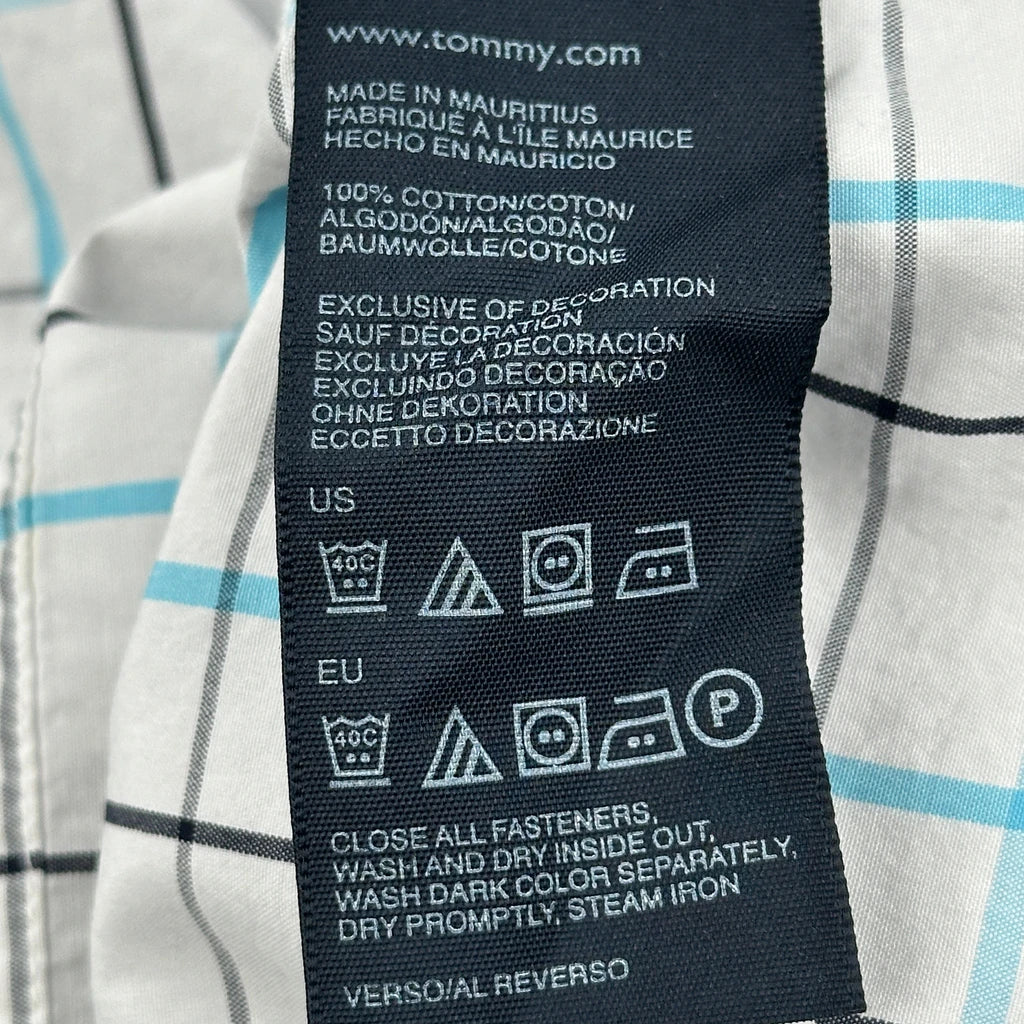 www.tommy.com
MADE IN MAURITIUS
FABRIQUÉ À L'ÎLE MAURICE
HECHO EN MAURICIO
100% COTTON/COTON/
ALGODÓN/ALGODÃO/
BAUMWOLLE/COTONE
EXCLUSIVE OF DECORATION
SAUF DÉCORATION
EXCLUYE LA DECORACIÓN
EXCLUINDO DECORAÇÃO
OHNE DEKORATION
ECCETTO DECORAZIONE
US
40C
EU
40C P
CLOSE ALL FASTENERS,
WASH AND DRY INSIDE OUT,
WASH DARK COLOR SEPARATELY,
DRY PROMPTLY, STEAM IRON
VERSO/AL REVERSO